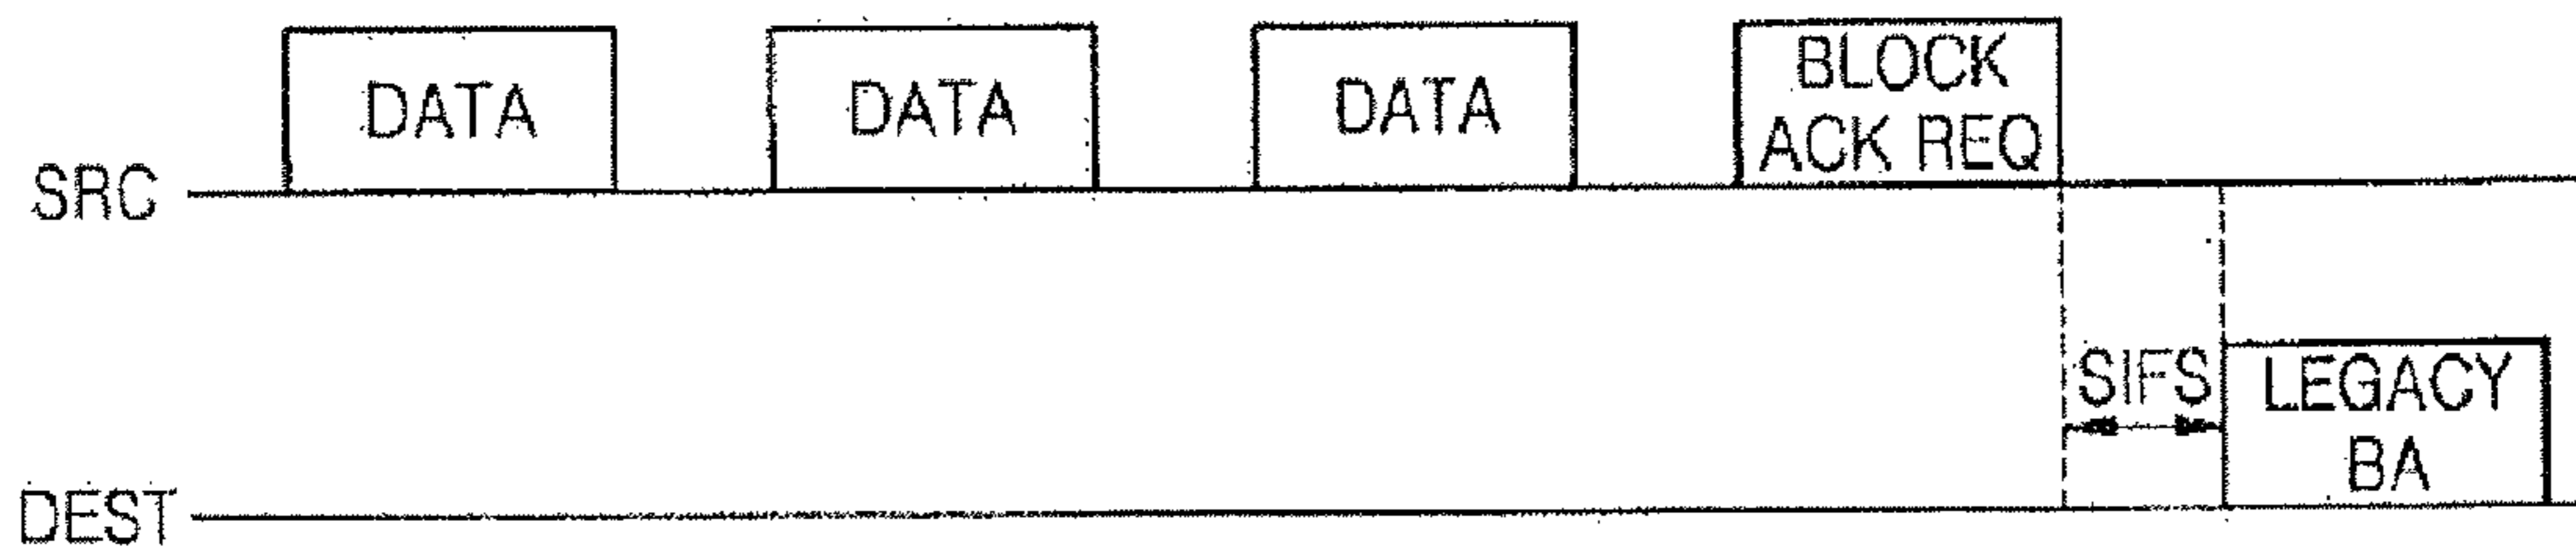 DATA
DATA
DATA
BLOCK
ACK REQ
SRC
SIFS
LEGACY
BA
DEST